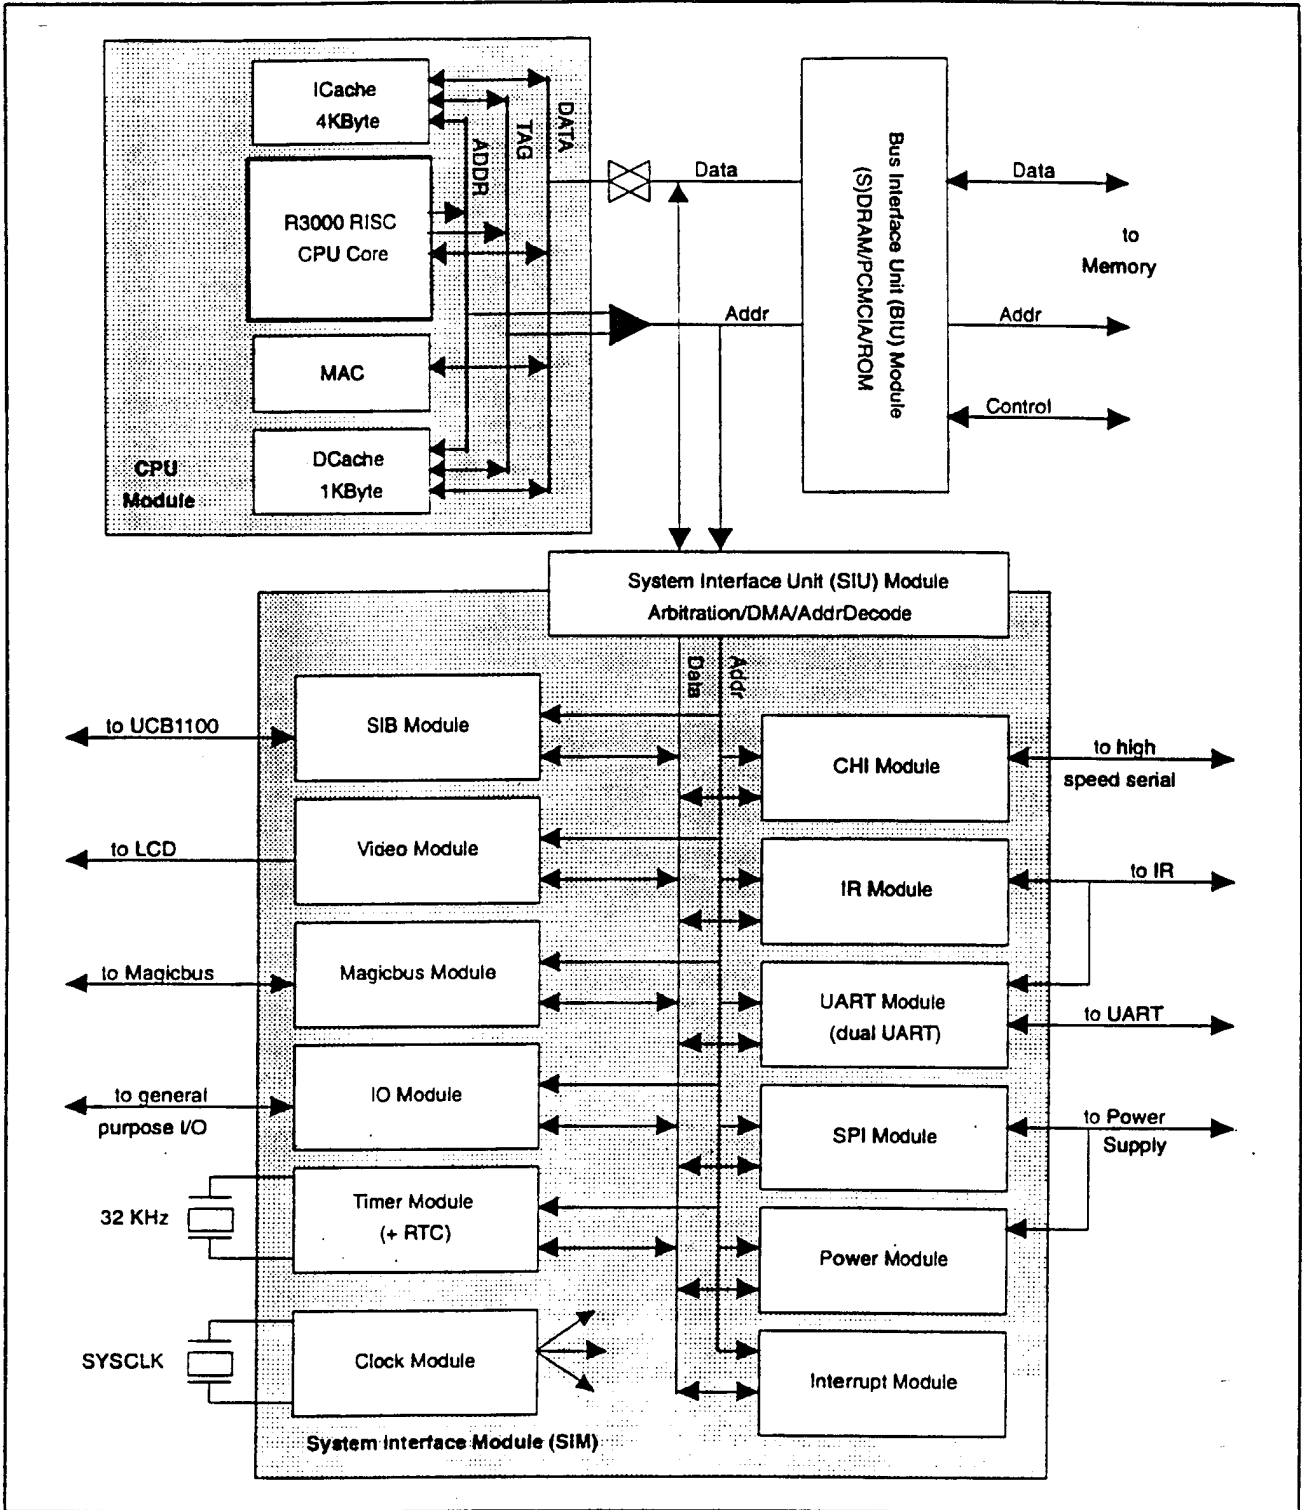 ICache
4KByte
DATA
TAG
ADDR
R3000 RISC
CPU Core
MAC
DCache
1KByte
CPU
Module
Data
Addr
Bus Interface Unit (BIU) Module
(S)DRAM/PCMCIA/ROM
Data
to
Memory
Addr
Control
System Interface Unit (SIU) Module
Arbitration/DMA/AddrDecode
Data
Addr
to UCB1100
SIB Module
CHI Module
to high
speed serial
to LCD
Video Module
IR Module
to IR
to Magicbus
Magicbus Module
UART Module
(dual UART)
to UART
to general
purpose I/O
IO Module
SPI Module
to Power
Supply
32 KHz
Timer Module
(+ RTC)
Power Module
SYSCLK
Clock Module
Interrupt Module
System Interface Module (SIM)